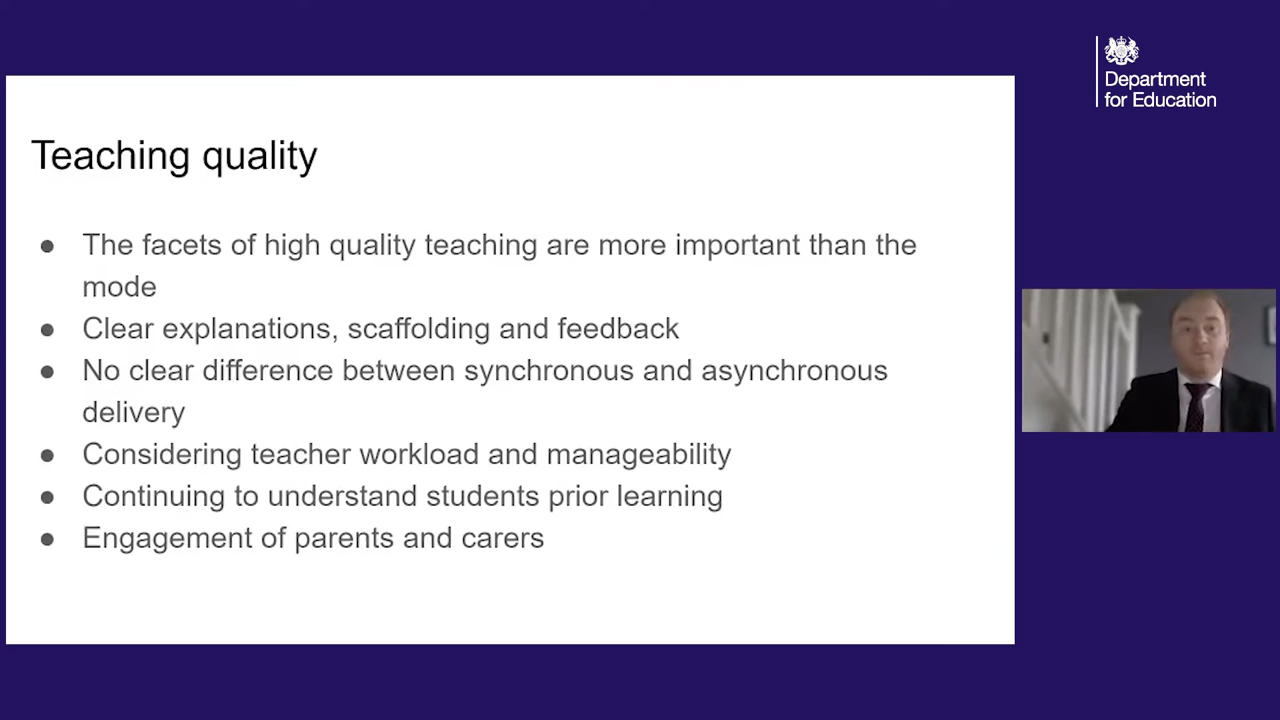 Department
for Education
Teaching quality
● The facets of high quality teaching are more important than the
mode
● Clear explanations, scaffolding and feedback
● No clear difference between synchronous and asynchronous
delivery
● Considering teacher workload and manageability
● Continuing to understand students prior learning
● Engagement of parents and carers